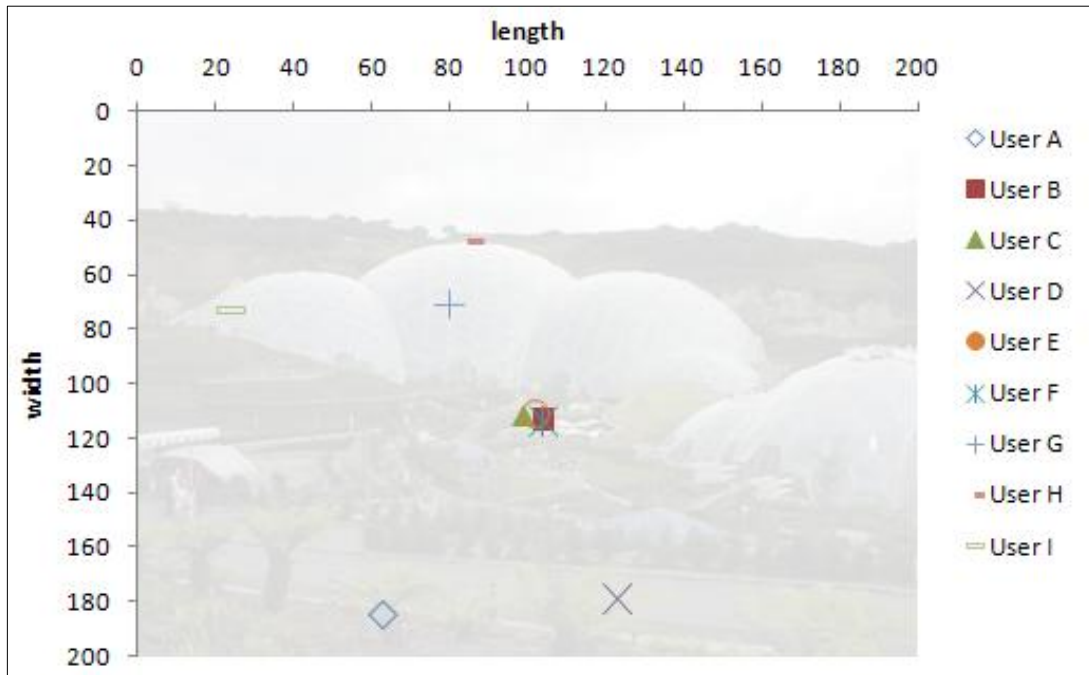 length
0 20 40 60 80 100 120 140 160 180 200
0
20
40
60
80
100
120
140
160
180
200
width
User A
User B
User C
User D
User E
User F
User G
User H
User I